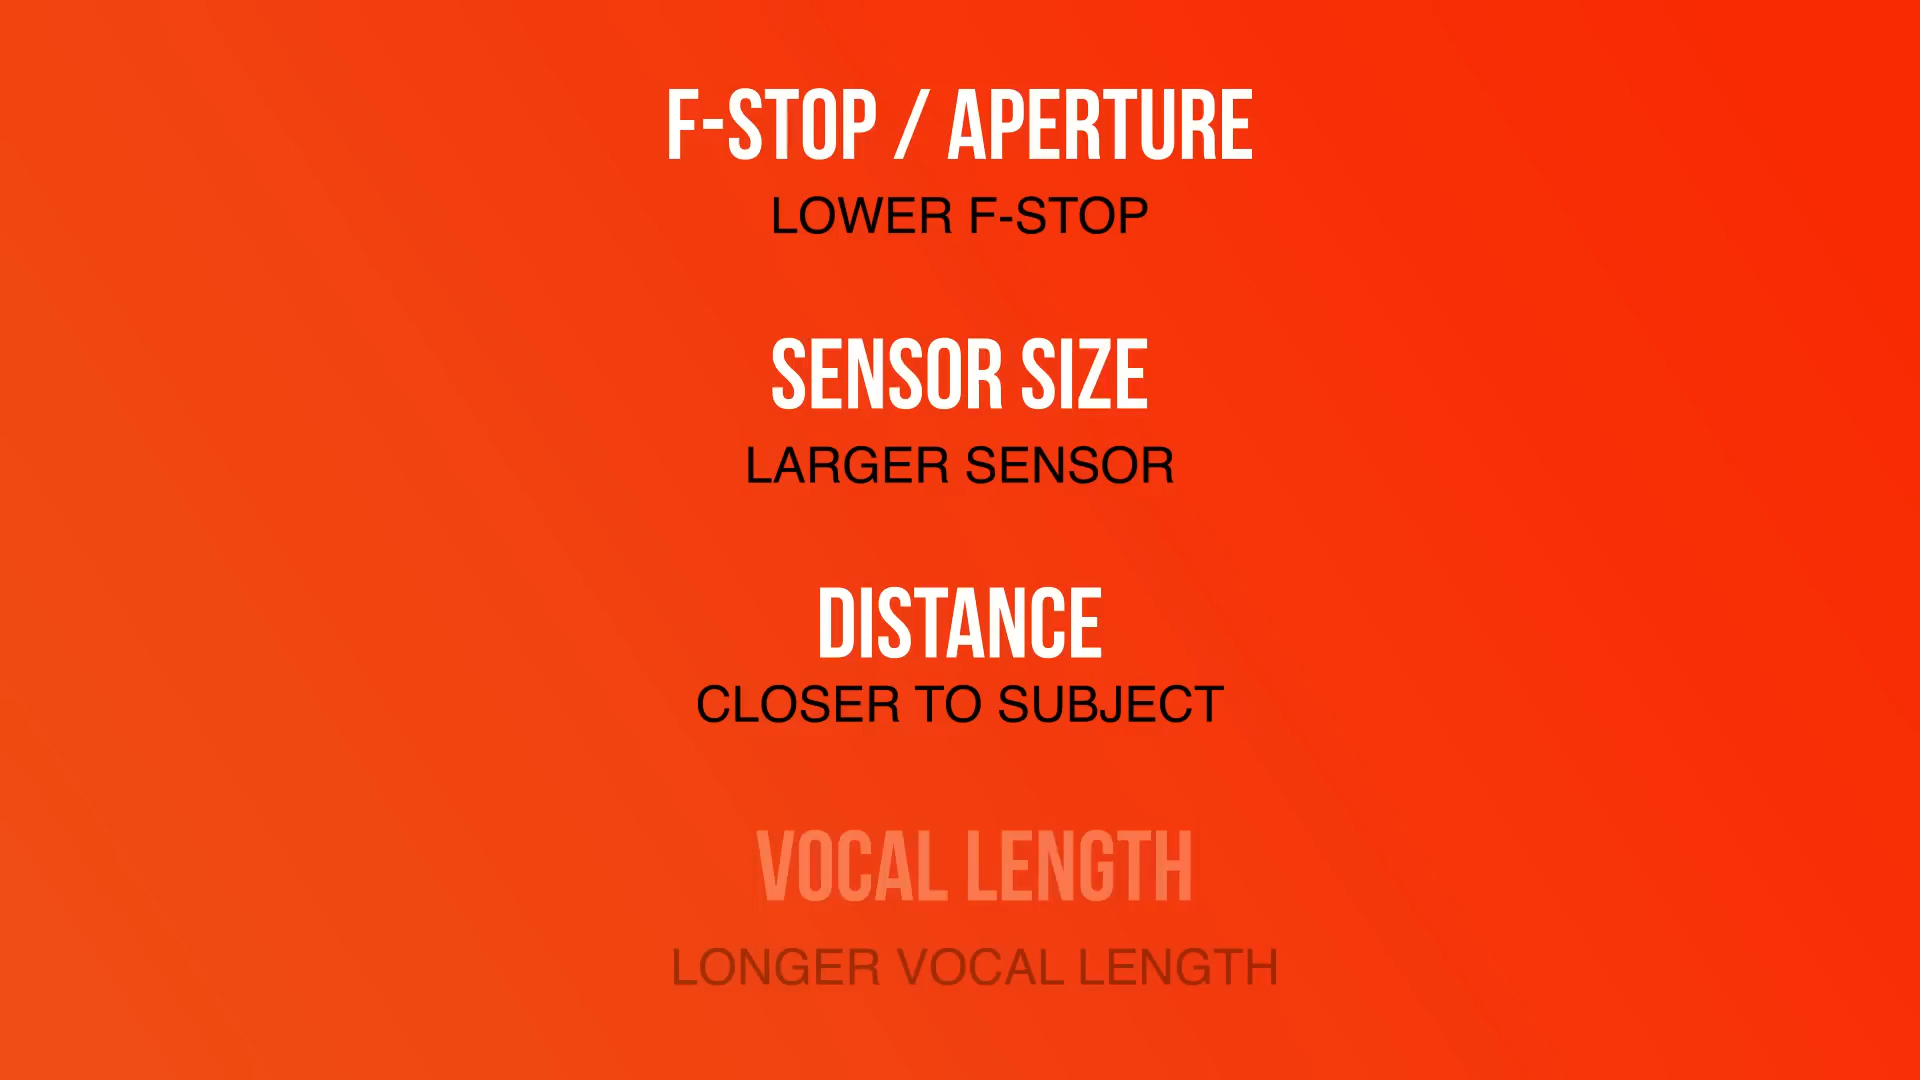 F-STOP / APERTURE
LOWER F-STOP
SENSOR SIZE
LARGER SENSOR
DISTANCE
CLOSER TO SUBJECT
VOCAL LENGTH
LONGER VOCAL LENGTH